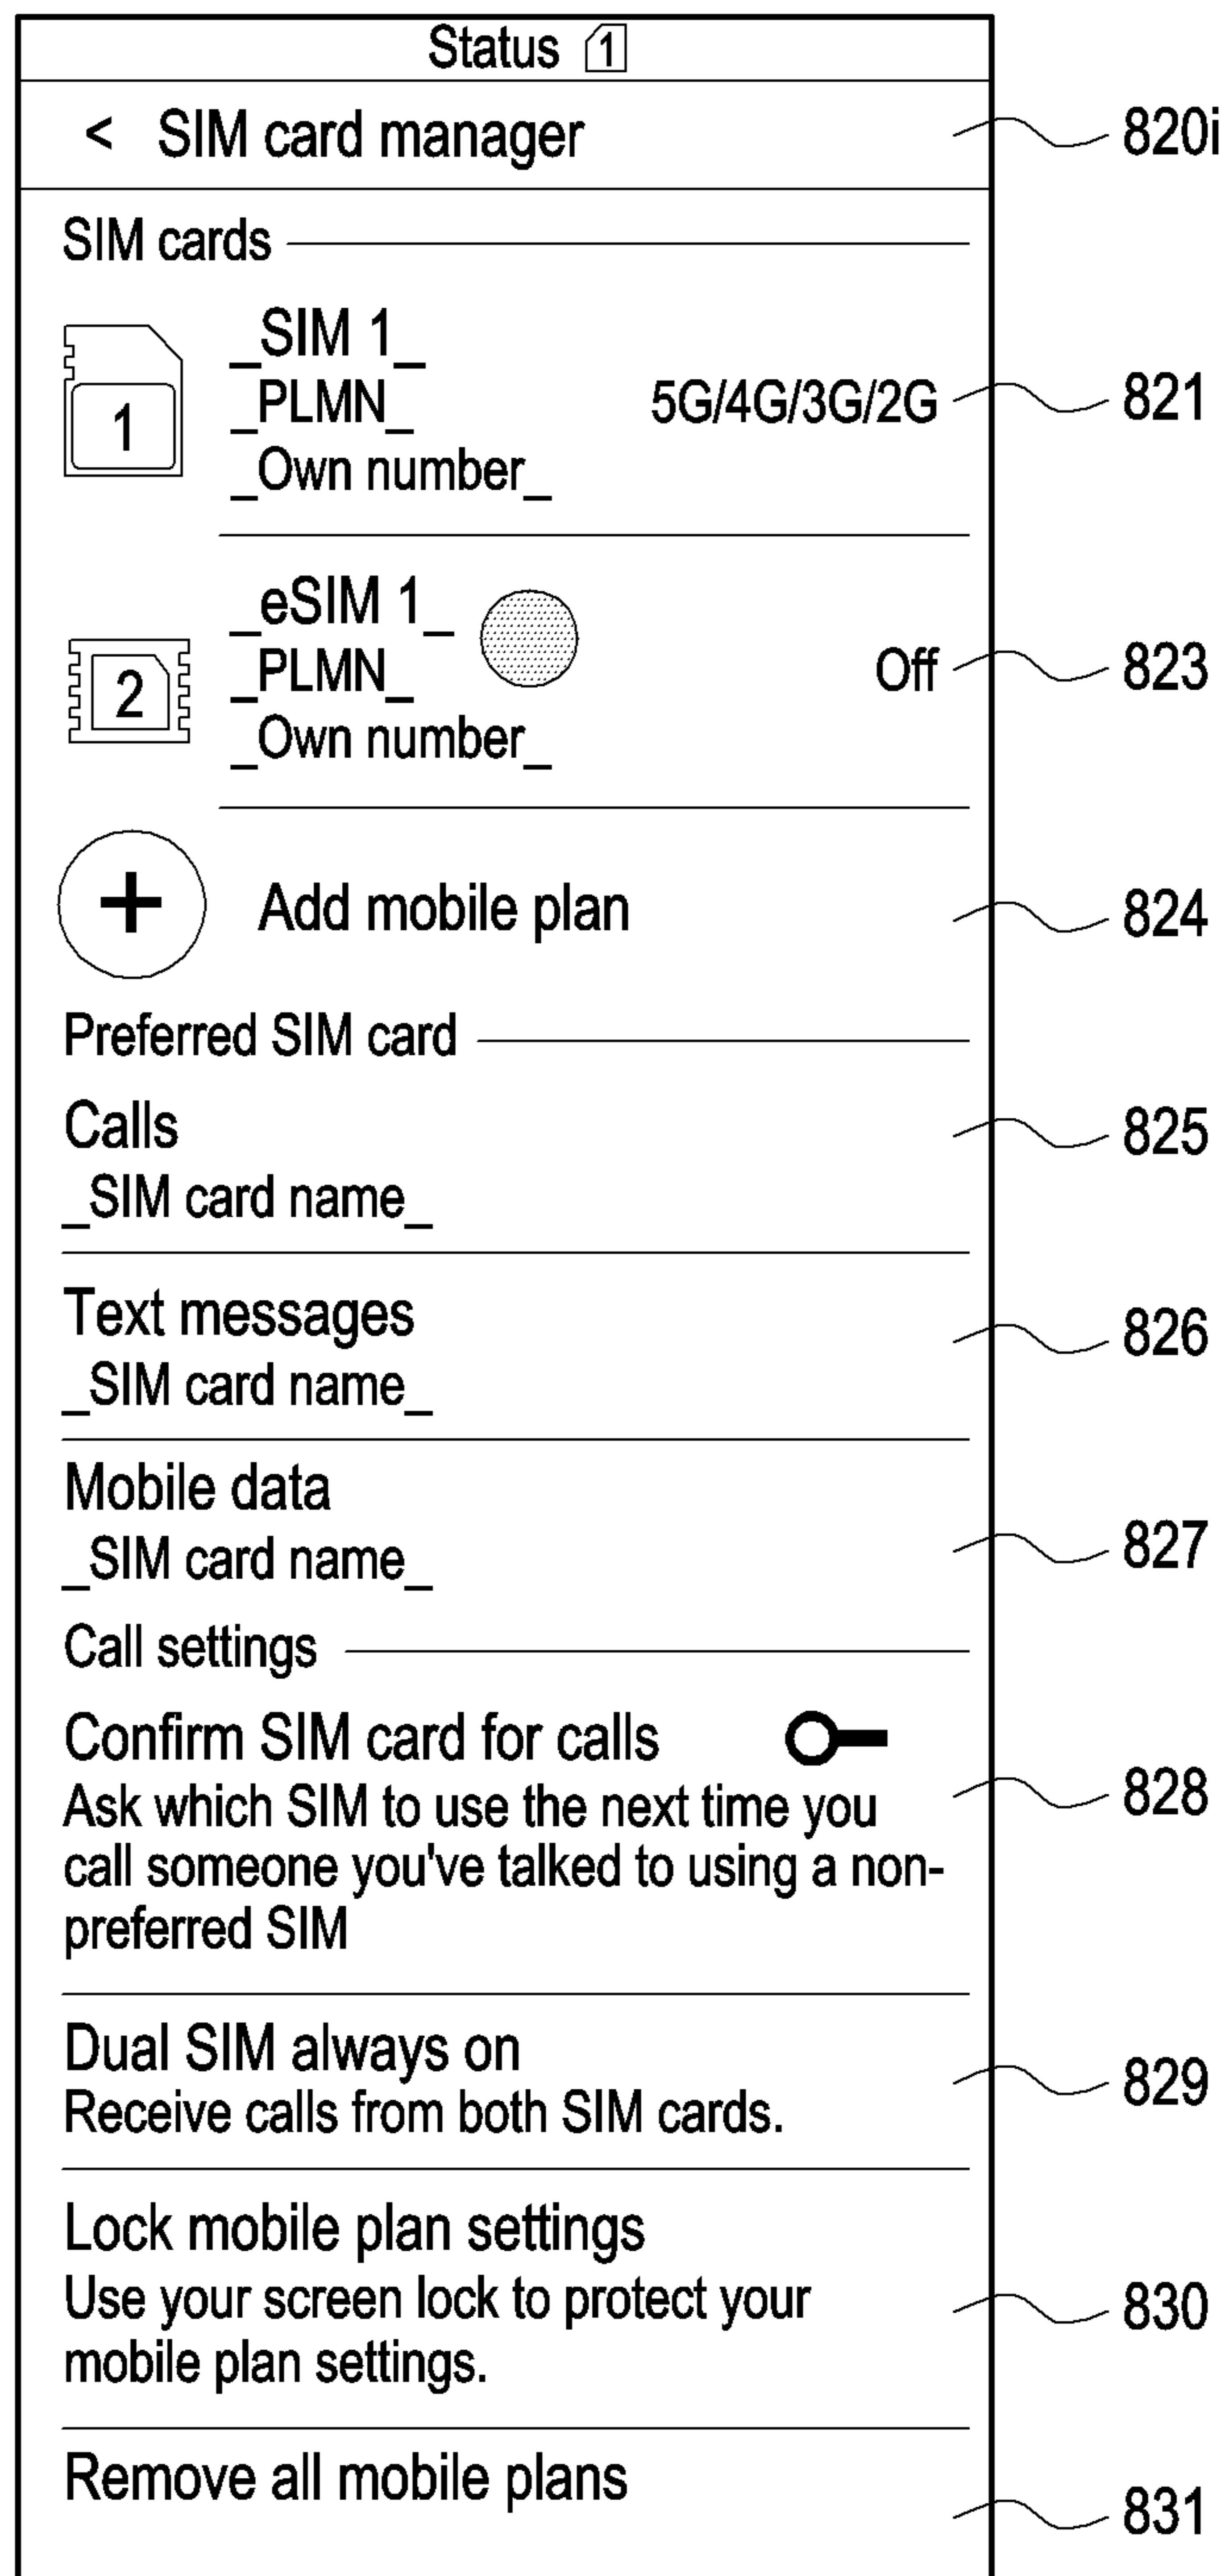 Status 1
< SIM card manager 820i
SIM cards
_SIM 1_
1 _PLMN_ 5G/4G/3G/2G 821
_Own number_
_eSIM 1_
2 _PLMN_ Off 823
_Own number_
+ Add mobile plan 824
Preferred SIM card
Calls 825
_SIM card name_
Text messages 826
_SIM card name_
Mobile data 827
_SIM card name_
Call settings
Confirm SIM card for calls
Ask which SIM to use the next time you 828
call someone you've talked to using a non-
preferred SIM
Dual SIM always on 829
Receive calls from both SIM cards.
Lock mobile plan settings
Use your screen lock to protect your 830
mobile plan settings.
Remove all mobile plans 831